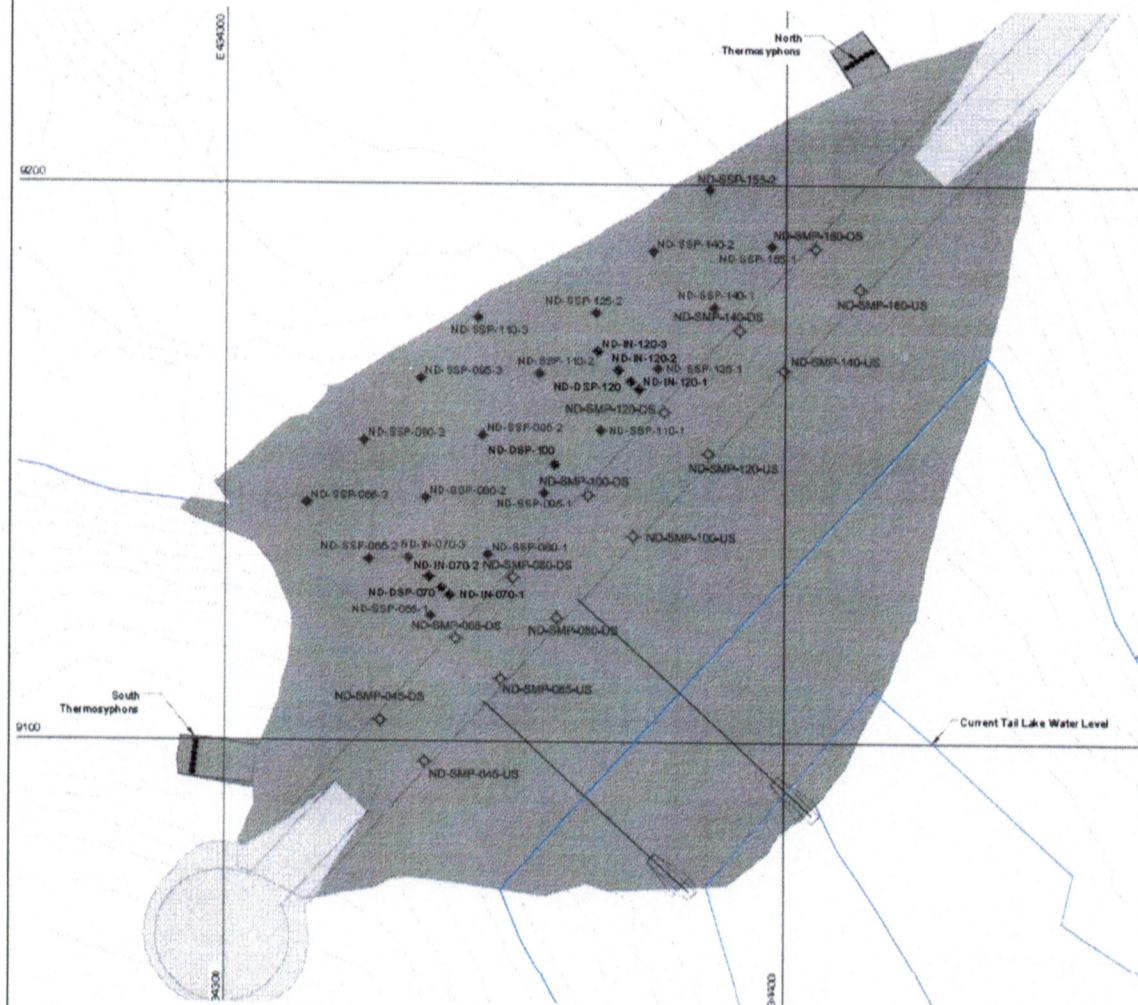 E434300
North
Thermosyphons
9200
ND-SSP-155-2
ND-SMP-160-DS
ND-SSP-140-2
ND-SSP-155-1
ND-SMP-160-US
ND-SSP-125-2
ND-SSP-140-1
ND-SMP-140-DS
ND-SSP-110-3
ND-IN-120-3
ND-SSP-110-2
ND-IN-120-2
ND-SSP-125-1
ND-SMP-140-US
ND-SSP-095-3
ND-DSP-120
ND-IN-120-1
ND-SMP-120-DS
ND-SSP-095-2
ND-SSP-110-1
ND-SSP-080-3
ND-DSP-100
ND-SMP-120-US
ND-SMP-100-DS
ND-SSP-080-2
ND-SSP-095-1
ND-SSP-065-3
ND-SMP-100-US
ND-SSP-065-2
ND-IN-070-3
ND-SSP-080-1
ND-SMP-080-DS
ND-IN-070-2
ND-DSP-070
ND-IN-070-1
ND-SSP-065-1
ND-SMP-065-DS
ND-SMP-080-US
ND-SMP-065-US
South
Thermosyphons
ND-SMP-045-DS
9100
Current Tail Lake Water Level
ND-SMP-045-US